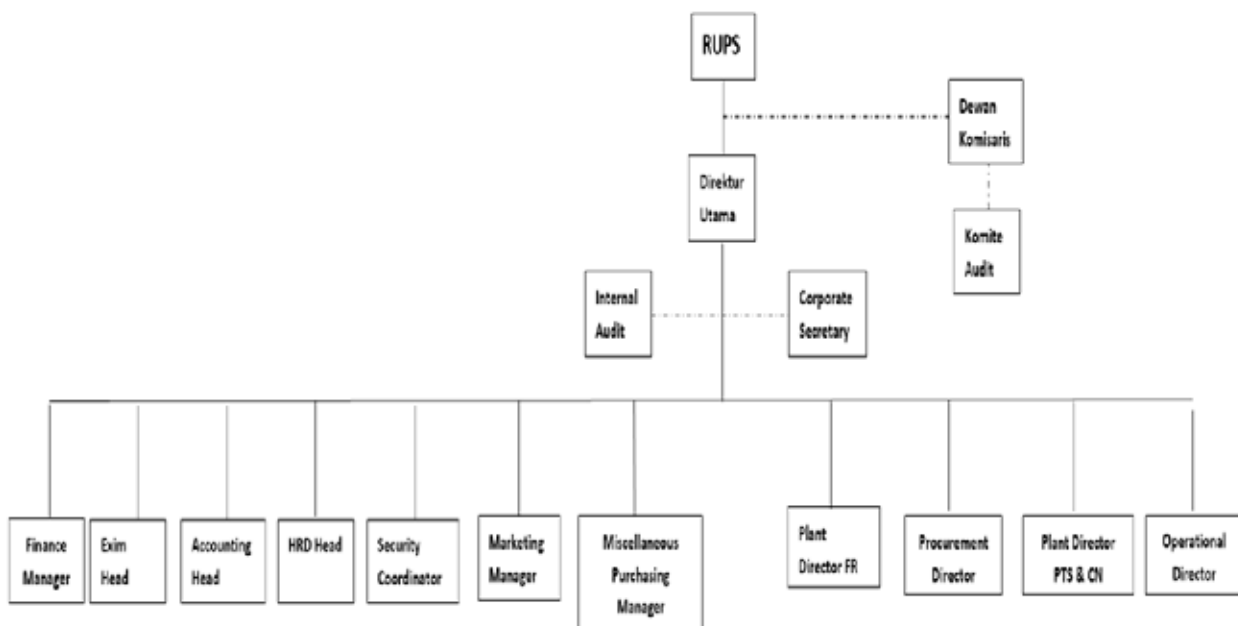 RUPS
Dewan
Komisaris
Direktur
Utama
Komite
Audit
Internal
Audit
Corporate
Secretary
Finance
Manager
Exim
Head
Accounting
Head
HRD Head
Security
Coordinator
Marketing
Manager
Miscellaneous
Purchasing
Manager
Plant
Director FR
Procurement
Director
Plant Director
PTS & CN
Operational
Director